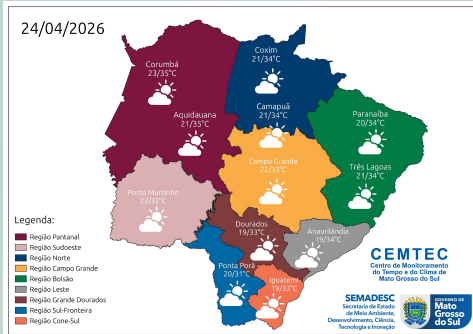 24/04/2026
Coxim
21/34°C
Corumbá
23/35°C
Camapuã
21/34°C
Aquidauana
21/35°C
Paranaíba
20/34°C
Campo Grande
22/33°C
Três Lagoas
21/34°C
Porto Murtinho
22/32°C
Dourados
19/33°C
Anaurilândia
19/34°C
Ponta Porã
20/31°C
Iguatemi
19/33°C
Legenda:
Região Pantanal
Região Sudoeste
Região Norte
Região Campo Grande
Região Bolsão
Região Leste
Região Grande Dourados
Região Sul-Fronteira
Região Cone-Sul
CEMTEC
Centro de Monitoramento
do Tempo e do Clima de
Mato Grosso do Sul
SEMADESC
Secretaria de Estado
de Meio Ambiente,
Desenvolvimento, Ciência,
Tecnologia e Inovação
GOVERNO DE
Mato
Grosso
do Sul